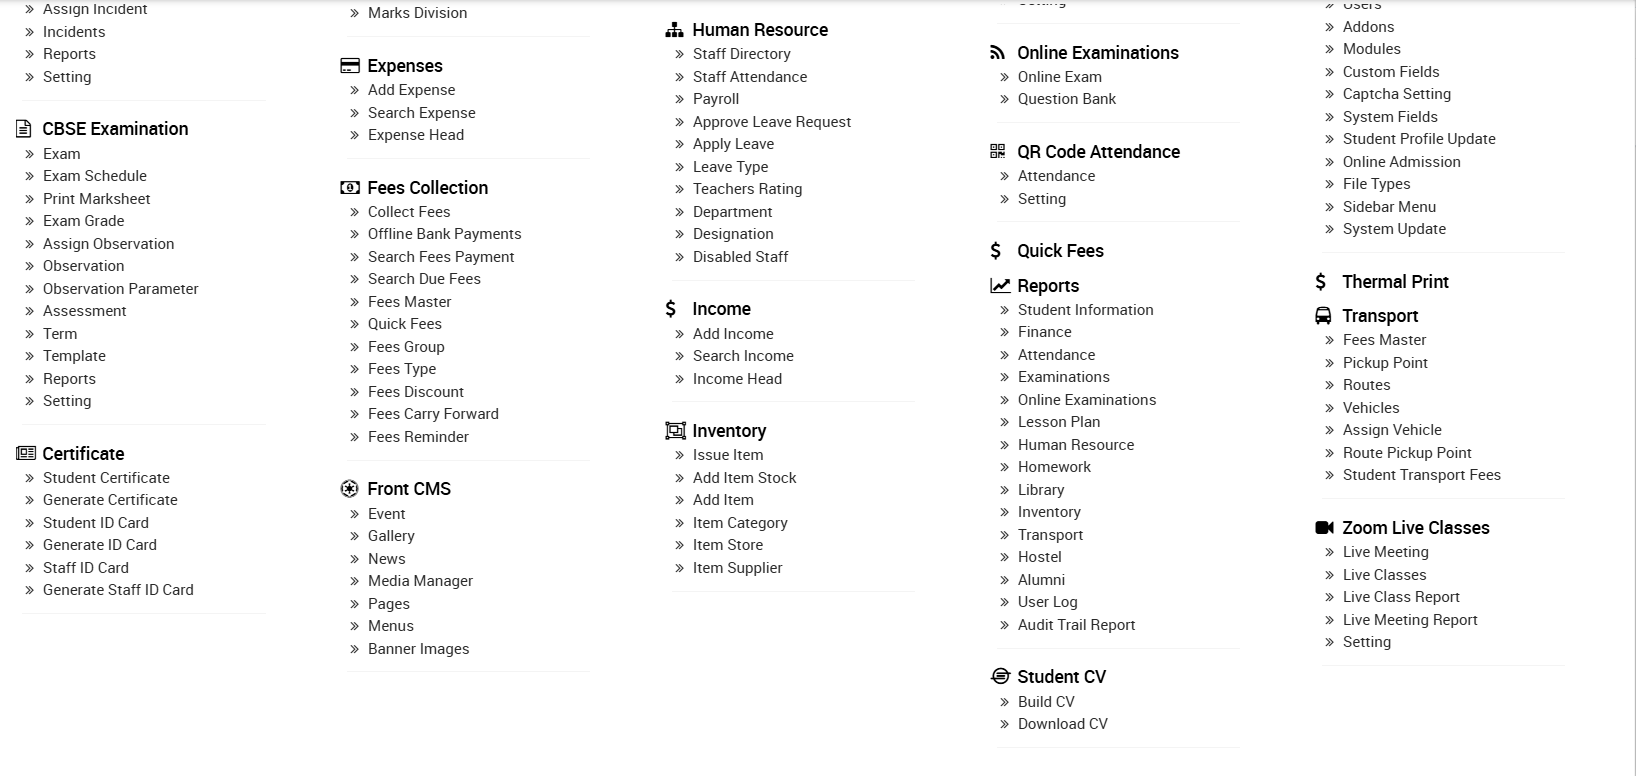 Assign Incident
Incidents
Reports
Setting
CBSE Examination
Exam
Exam Schedule
Print Marksheet
Exam Grade
Assign Observation
Observation
Observation Parameter
Assessment
Term
Template
Reports
Setting
Certificate
Student Certificate
Generate Certificate
Student ID Card
Generate ID Card
Staff ID Card
Generate Staff ID Card
Marks Division
Expenses
Add Expense
Search Expense
Expense Head
Fees Collection
Collect Fees
Offline Bank Payments
Search Fees Payment
Search Due Fees
Fees Master
Quick Fees
Fees Group
Fees Type
Fees Discount
Fees Carry Forward
Fees Reminder
Front CMS
Event
Gallery
News
Media Manager
Pages
Menus
Banner Images
Human Resource
Staff Directory
Staff Attendance
Payroll
Approve Leave Request
Apply Leave
Leave Type
Teachers Rating
Department
Designation
Disabled Staff
Income
Add Income
Search Income
Income Head
Inventory
Issue Item
Add Item Stock
Add Item
Item Category
Item Store
Item Supplier
Setting
Online Examinations
Online Exam
Question Bank
QR Code Attendance
Attendance
Setting
Quick Fees
Reports
Student Information
Finance
Attendance
Examinations
Online Examinations
Lesson Plan
Human Resource
Homework
Library
Inventory
Transport
Hostel
Alumni
User Log
Audit Trail Report
Student CV
Build CV
Download CV
Users
Addons
Modules
Custom Fields
Captcha Setting
System Fields
Student Profile Update
Online Admission
File Types
Sidebar Menu
System Update
Thermal Print
Transport
Fees Master
Pickup Point
Routes
Vehicles
Assign Vehicle
Route Pickup Point
Student Transport Fees
Zoom Live Classes
Live Meeting
Live Classes
Live Class Report
Live Meeting Report
Setting